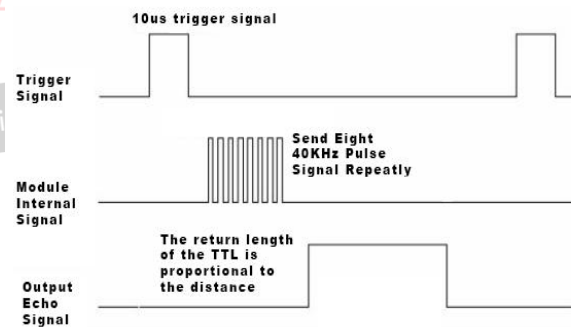 10us trigger signal
Trigger
Signal
Send Eight
40KHz Pulse
Signal Repeatly
Module
Internal
Signal
The return length
of the TTL is
proportional to
the distance
Output
Echo
Signal